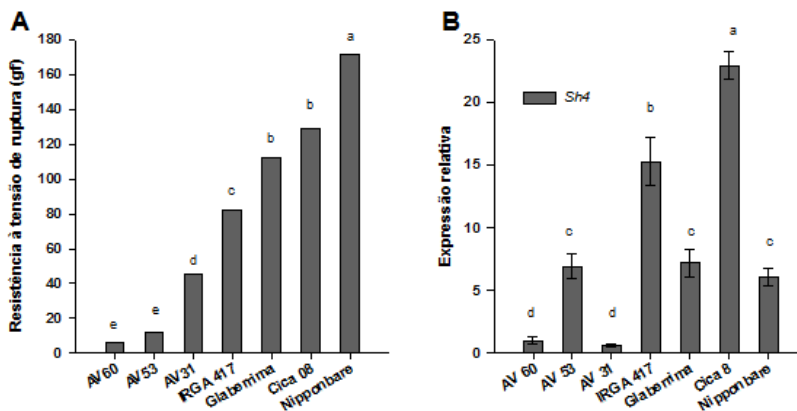 A
Resistência à tensão de ruptura (gf)
180
160
140
120
100
80
60
40
20
0
e
e
d
c
b
b
a
AV60
AV53
AV31
IRGA 417
Glaberrima
Cica 08
Nipponbare
B
Expressão relativa
25
20
15
10
5
0
Sh4
d
c
d
b
c
a
c
AV 60
AV 53
AV 31
IRGA 417
Glaberrima
Cica 8
Nipponbare